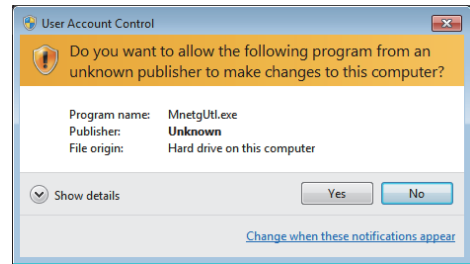 User Account Control
Do you want to allow the following program from an
unknown publisher to make changes to this computer?
Program name: MnetgUtl.exe
Publisher: Unknown
File origin: Hard drive on this computer
Show details
Yes No
Change when these notifications appear